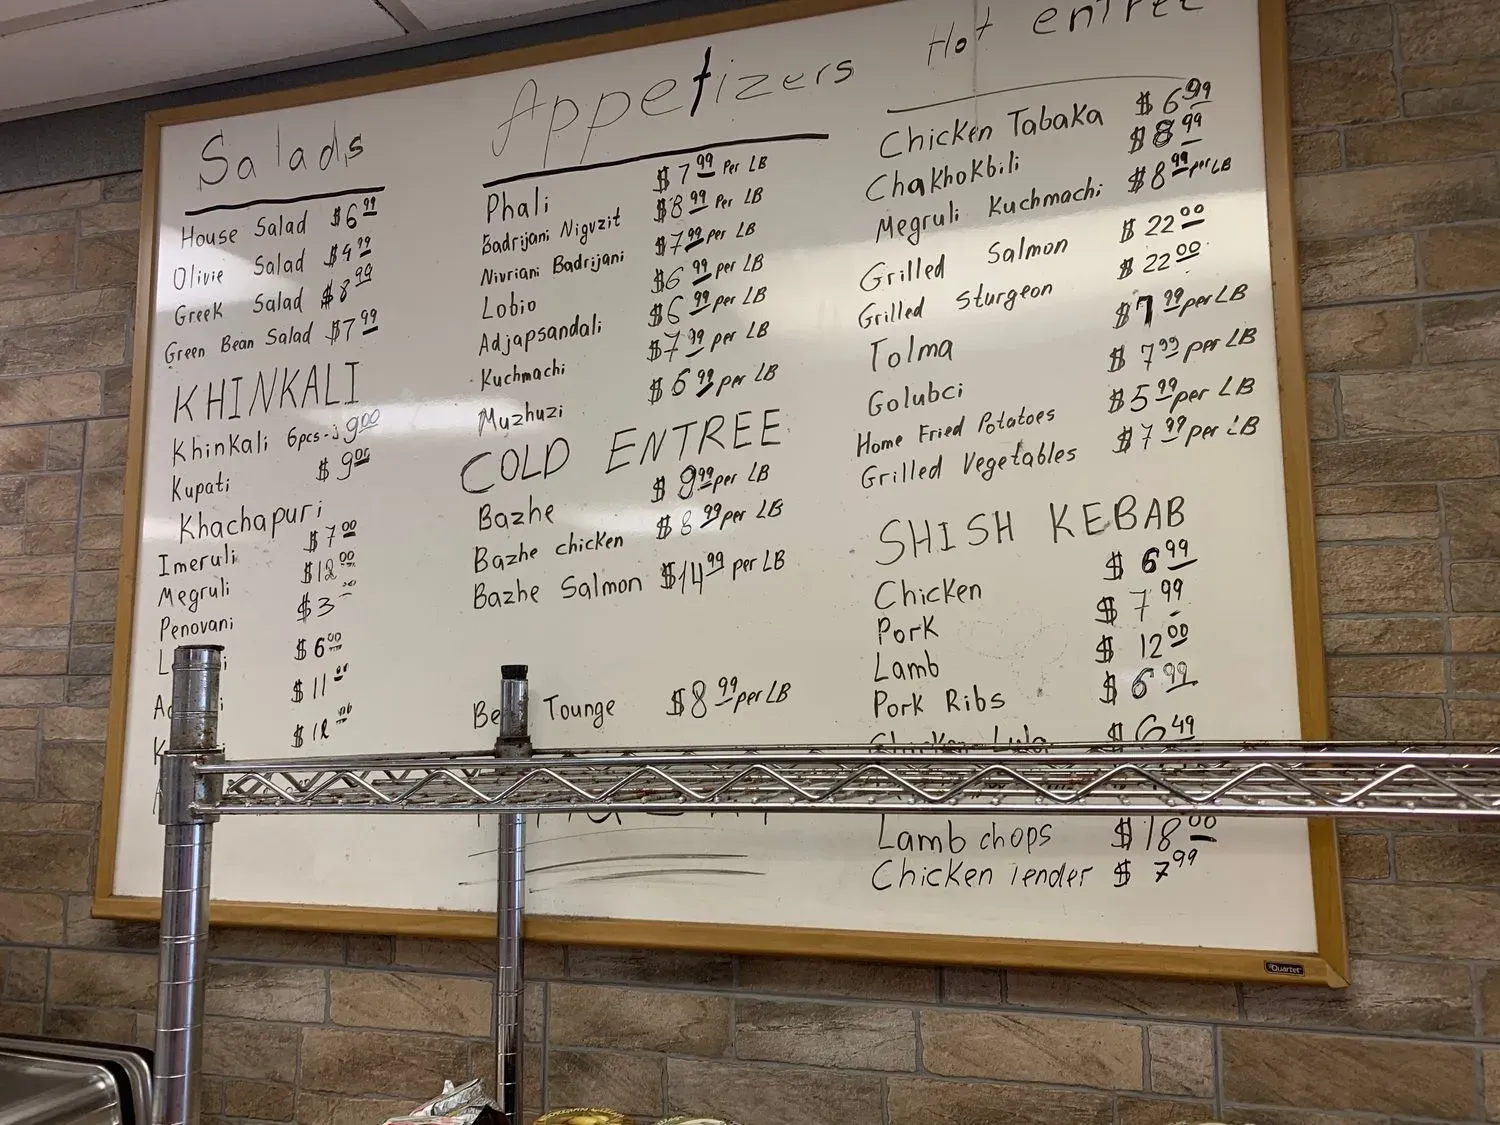 Salads
House Salad $6.99
Olivie Salad $4.99
Greek Salad $8.99
Green Bean Salad $7.99
KHINKALI
Khinkali 6pcs- 9.00
Kupati $9.00
Khachapuri
Imeruli $7.00
Megruli $12.00
Penovani $3
$6.00
$11
$12
Appetizers
Phali $7.99 Per LB
Badrijani Nigvzit $8.99 Per LB
Nivriani Badrijani $7.99 per LB
Lobio $6.99 per LB
Adjapsandali $6.99 per LB
Kuchmachi $7.99 per LB
Muzhuzi $6.99 per LB
COLD ENTREE
Bazhe $9.99 per LB
Bazhe chicken $8.99 per LB
Bazhe Salmon $14.99 per LB
Tounge $8.99 per LB
Hot entree
Chicken Tabaka $6.99
Chakhokbili $8.99
Megruli Kuchmachi $8.99 per LB
Grilled Salmon $22.00
Grilled Sturgeon $22.00
Tolma $7.99 per LB
Golubci $7.99 per LB
Home Fried Potatoes $5.99 per LB
Grilled Vegetables $7.99 per LB
SHISH KEBAB
Chicken $6.99
Pork $7.99
Lamb $12.00
Pork Ribs $6.99
Chicken Lula $6.49
Lamb chops $18.00
Chicken Tender $7.99
Quartet